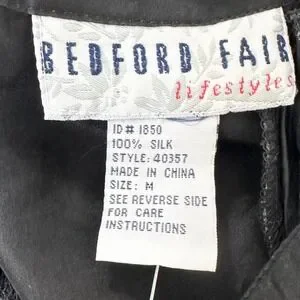 BEDFORD FAIR
lifestyles
ID# 1850
100% SILK
STYLE: 40357
MADE IN CHINA
SIZE: M
SEE REVERSE SIDE
FOR CARE
INSTRUCTIONS